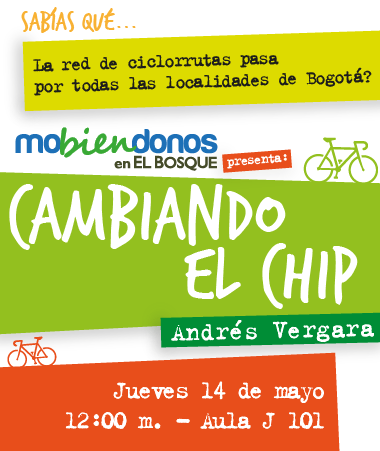 SABÍAS QUÉ...
La red de ciclorrutas pasa
por todas las localidades de Bogotá?
mobiendonos
en EL BOSQUE presenta:
CAMBIANDO
EL CHIP
Andrés Vergara
Jueves 14 de mayo
12:00 m. - Aula J 101